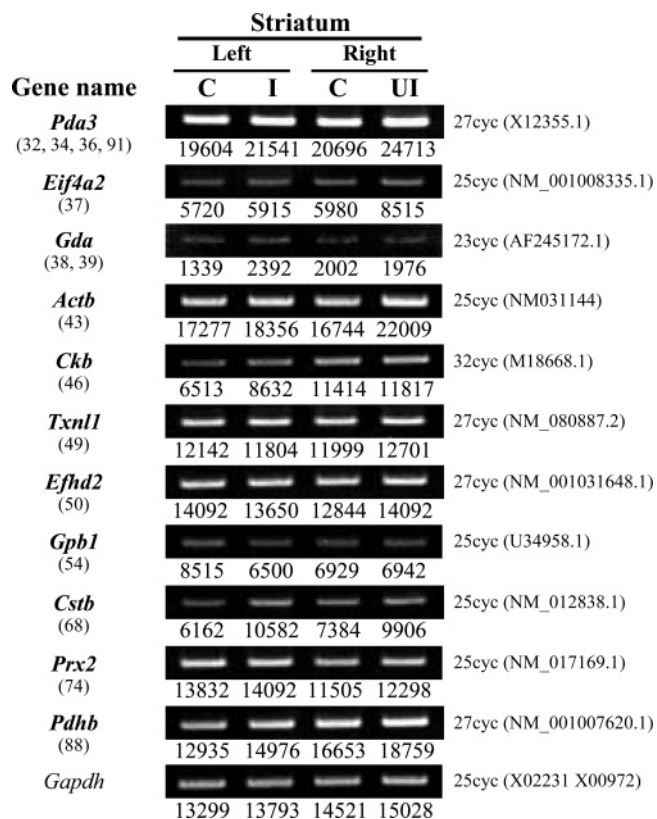 Striatum
Left Right
Gene name C I C UI
Pda3 27cyc (X12355.1)
(32, 34, 36, 91) 19604 21541 20696 24713
Eif4a2 25cyc (NM_001008335.1)
(37) 5720 5915 5980 8515
Gda 23cyc (AF245172.1)
(38, 39) 1339 2392 2002 1976
Actb 25cyc (NM031144)
(43) 17277 18356 16744 22009
Ckb 32cyc (M18668.1)
(46) 6513 8632 11414 11817
Txnl1 27cyc (NM_080887.2)
(49) 12142 11804 11999 12701
Efhd2 27cyc (NM_001031648.1)
(50) 14092 13650 12844 14092
Gpb1 25cyc (U34958.1)
(54) 8515 6500 6929 6942
Cstb 25cyc (NM_012838.1)
(68) 6162 10582 7384 9906
Prx2 25cyc (NM_017169.1)
(74) 13832 14092 11505 12298
Pdhb 27cyc (NM_001007620.1)
(88) 12935 14976 16653 18759
Gapdh 25cyc (X02231 X00972)
13299 13793 14521 15028